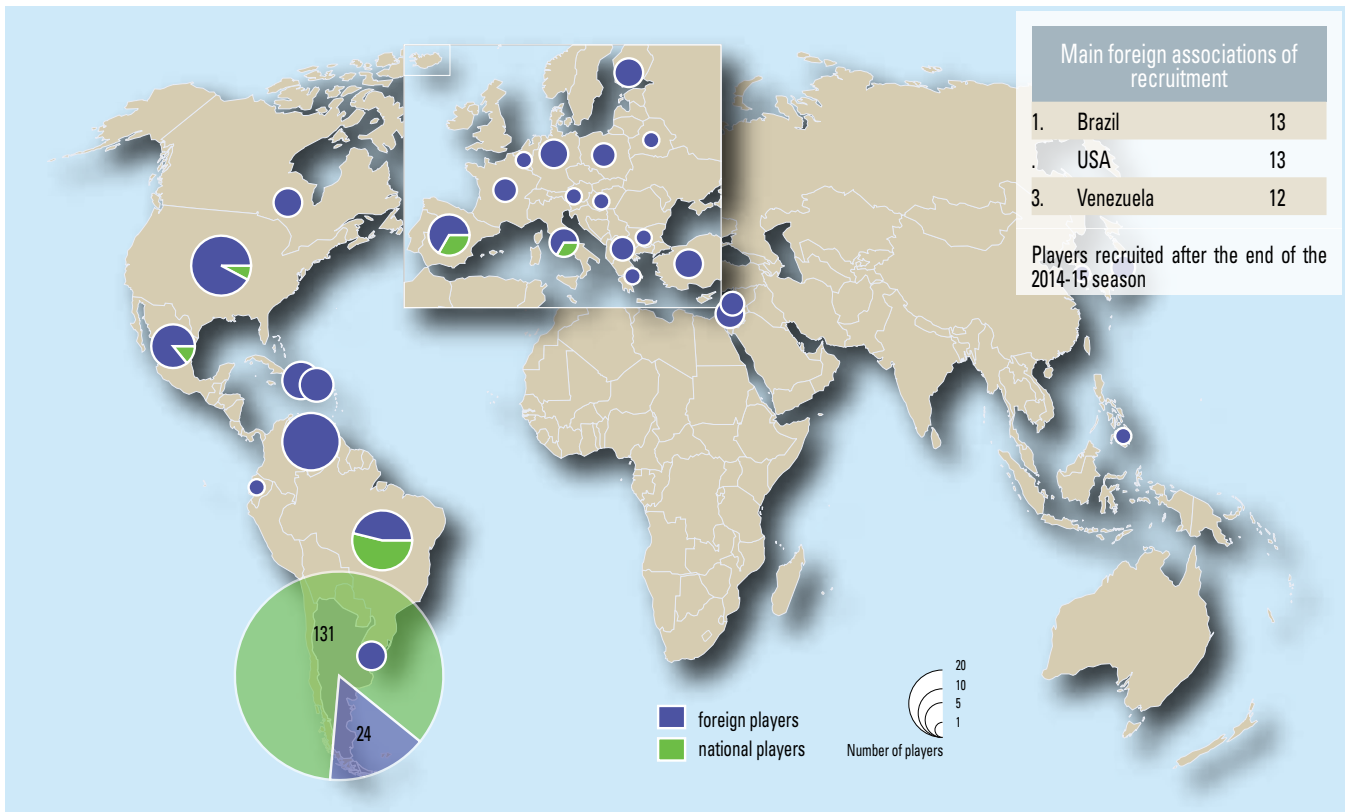 Main foreign associations of
recruitment
1. Brazil 13
. USA 13
3. Venezuela 12
Players recruited after the end of the
2014-15 season
131
24
foreign players
national players
20
10
5
1
Number of players